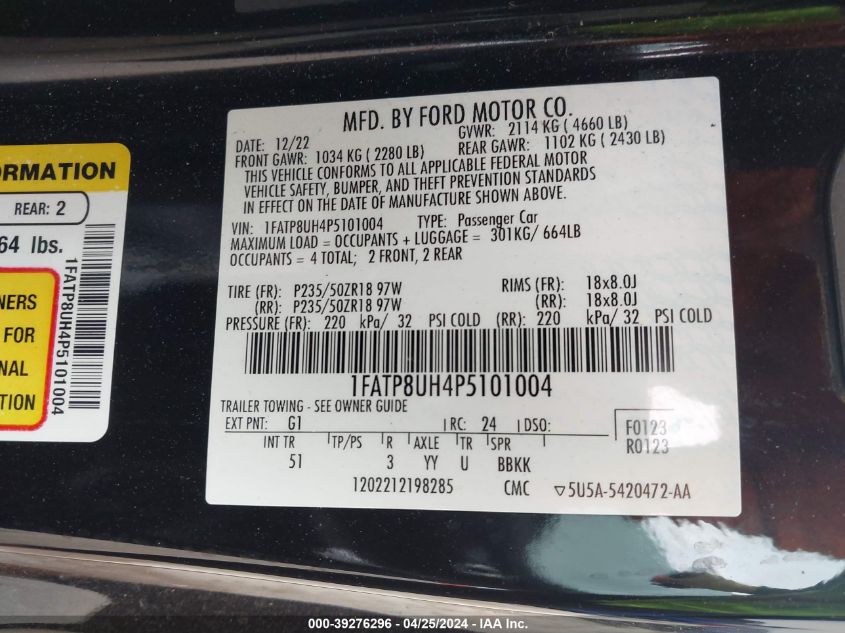 ORMATION
REAR: 2
64 lbs.
NERS
FOR
NAL
TION
1FATP8UH4P5101004
MFD. BY FORD MOTOR CO.
DATE: 12/22 GVWR: 2114 KG ( 4660 LB)
FRONT GAWR: 1034 KG ( 2280 LB) REAR GAWR: 1102 KG ( 2430 LB)
THIS VEHICLE CONFORMS TO ALL APPLICABLE FEDERAL MOTOR
VEHICLE SAFETY, BUMPER, AND THEFT PREVENTION STANDARDS
IN EFFECT ON THE DATE OF MANUFACTURE SHOWN ABOVE.
VIN: 1FATP8UH4P5101004 TYPE: Passenger Car
MAXIMUM LOAD = OCCUPANTS + LUGGAGE = 301KG/ 664LB
OCCUPANTS = 4 TOTAL; 2 FRONT, 2 REAR
TIRE (FR): P235/50ZR18 97W RIMS (FR): 18x8.0J
(RR): P235/50ZR18 97W (RR): 18x8.0J
PRESSURE (FR): 220 kPa/ 32 PSI COLD (RR): 220 kPa/ 32 PSI COLD
1FATP8UH4P5101004
TRAILER TOWING - SEE OWNER GUIDE
EXT PNT: G1 RC: 24 DSO: F0123
R0123
INT TR TP/PS R AXLE TR SPR
51 3 YY U BBKK
1202212198285 CMC ▽5U5A-5420472-AA
000-39276296 - 04/25/2024 - IAA Inc.